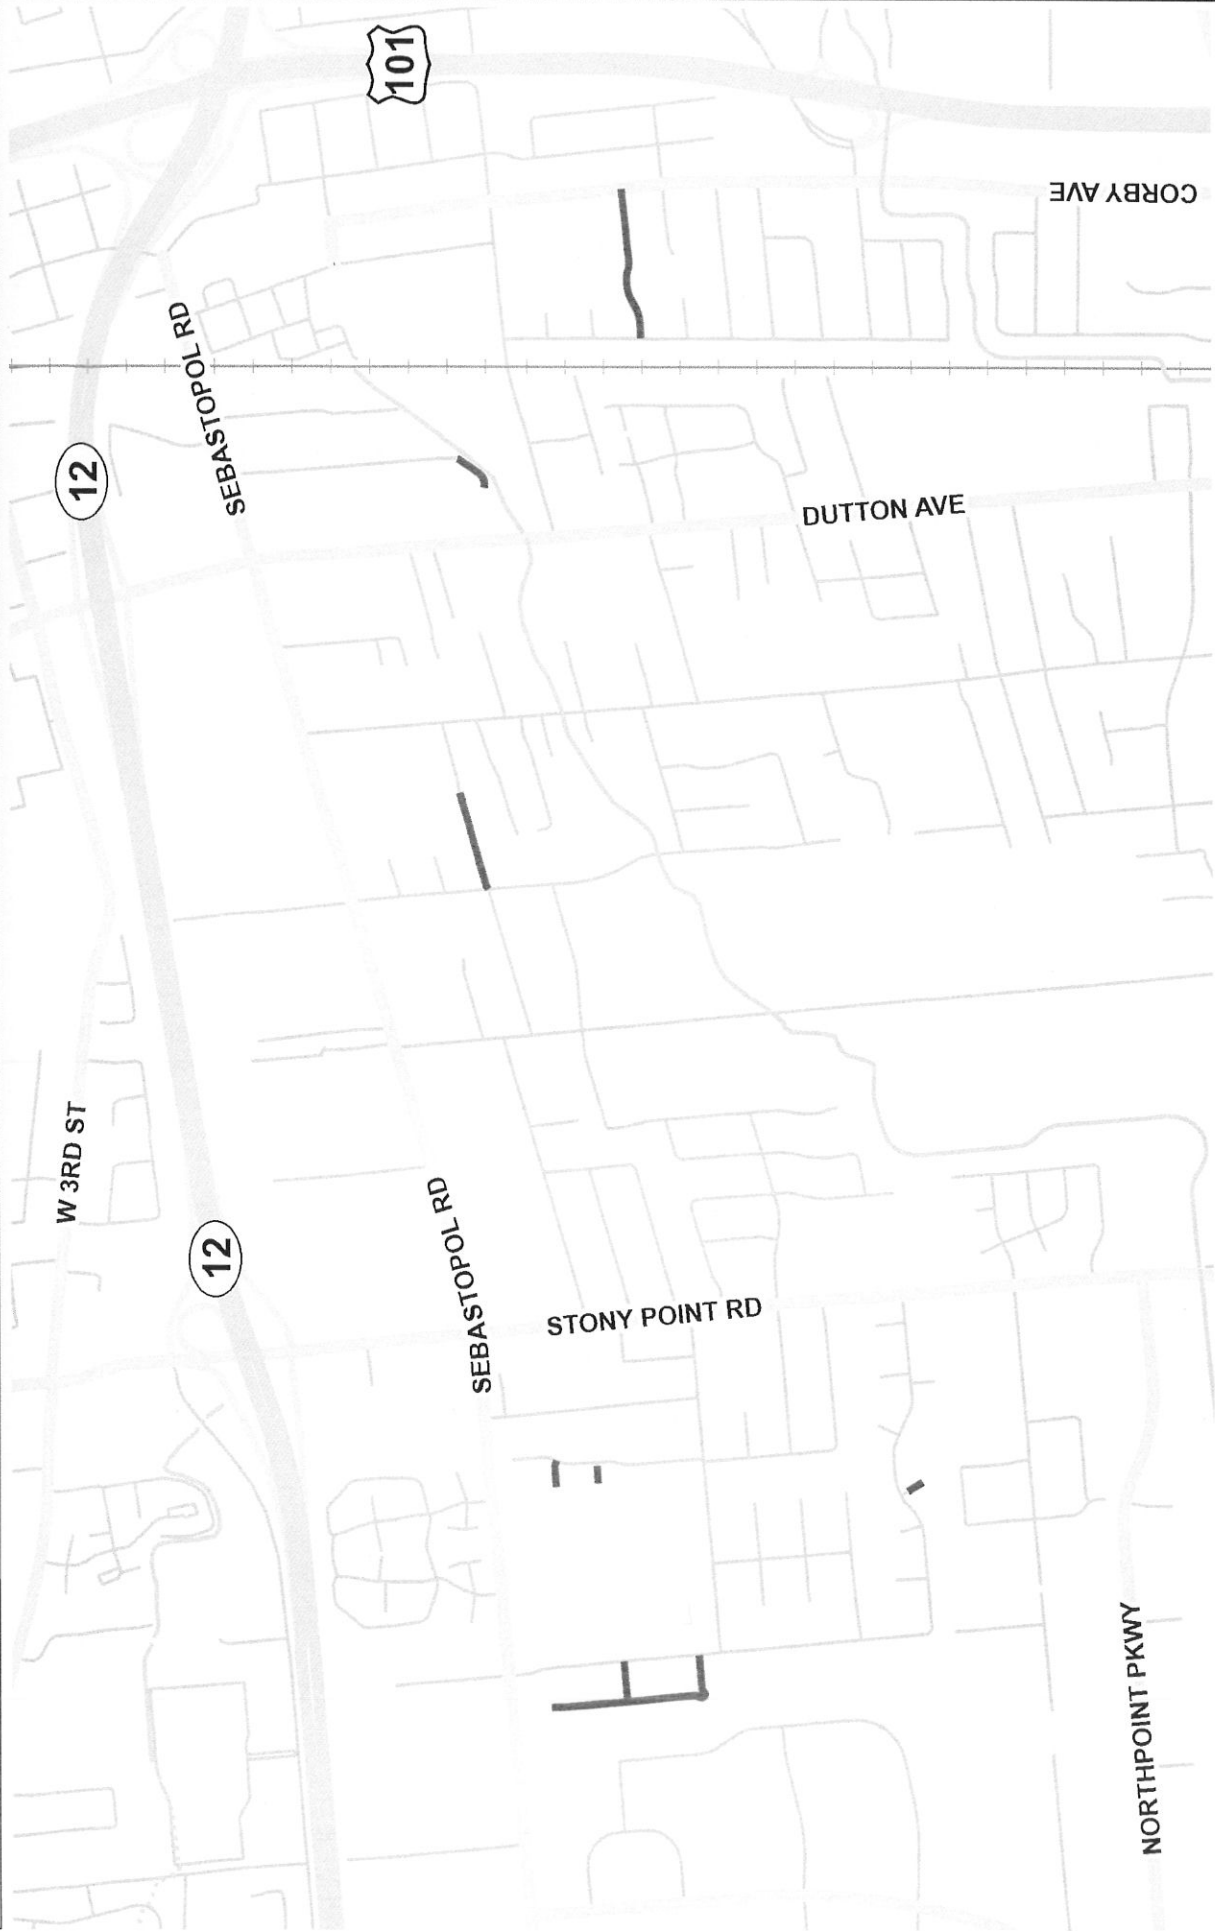 101
CORBY AVE
SEBASTOPOL RD
12
DUTTON AVE
W 3RD ST
12
SEBASTOPOL RD
STONY POINT RD
NORTHPOINT PKWY